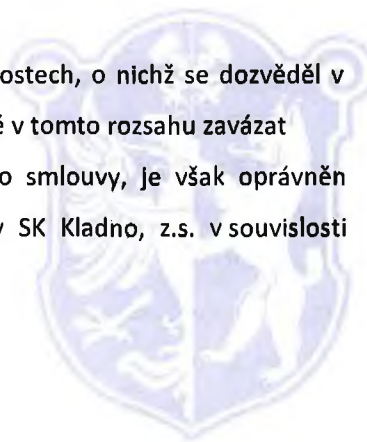 ostech, o nichž se dozvěděl v
v tomto rozsahu zavázat
o smlouvy, je však oprávněn
SK Kladno, z.s. v souvislosti